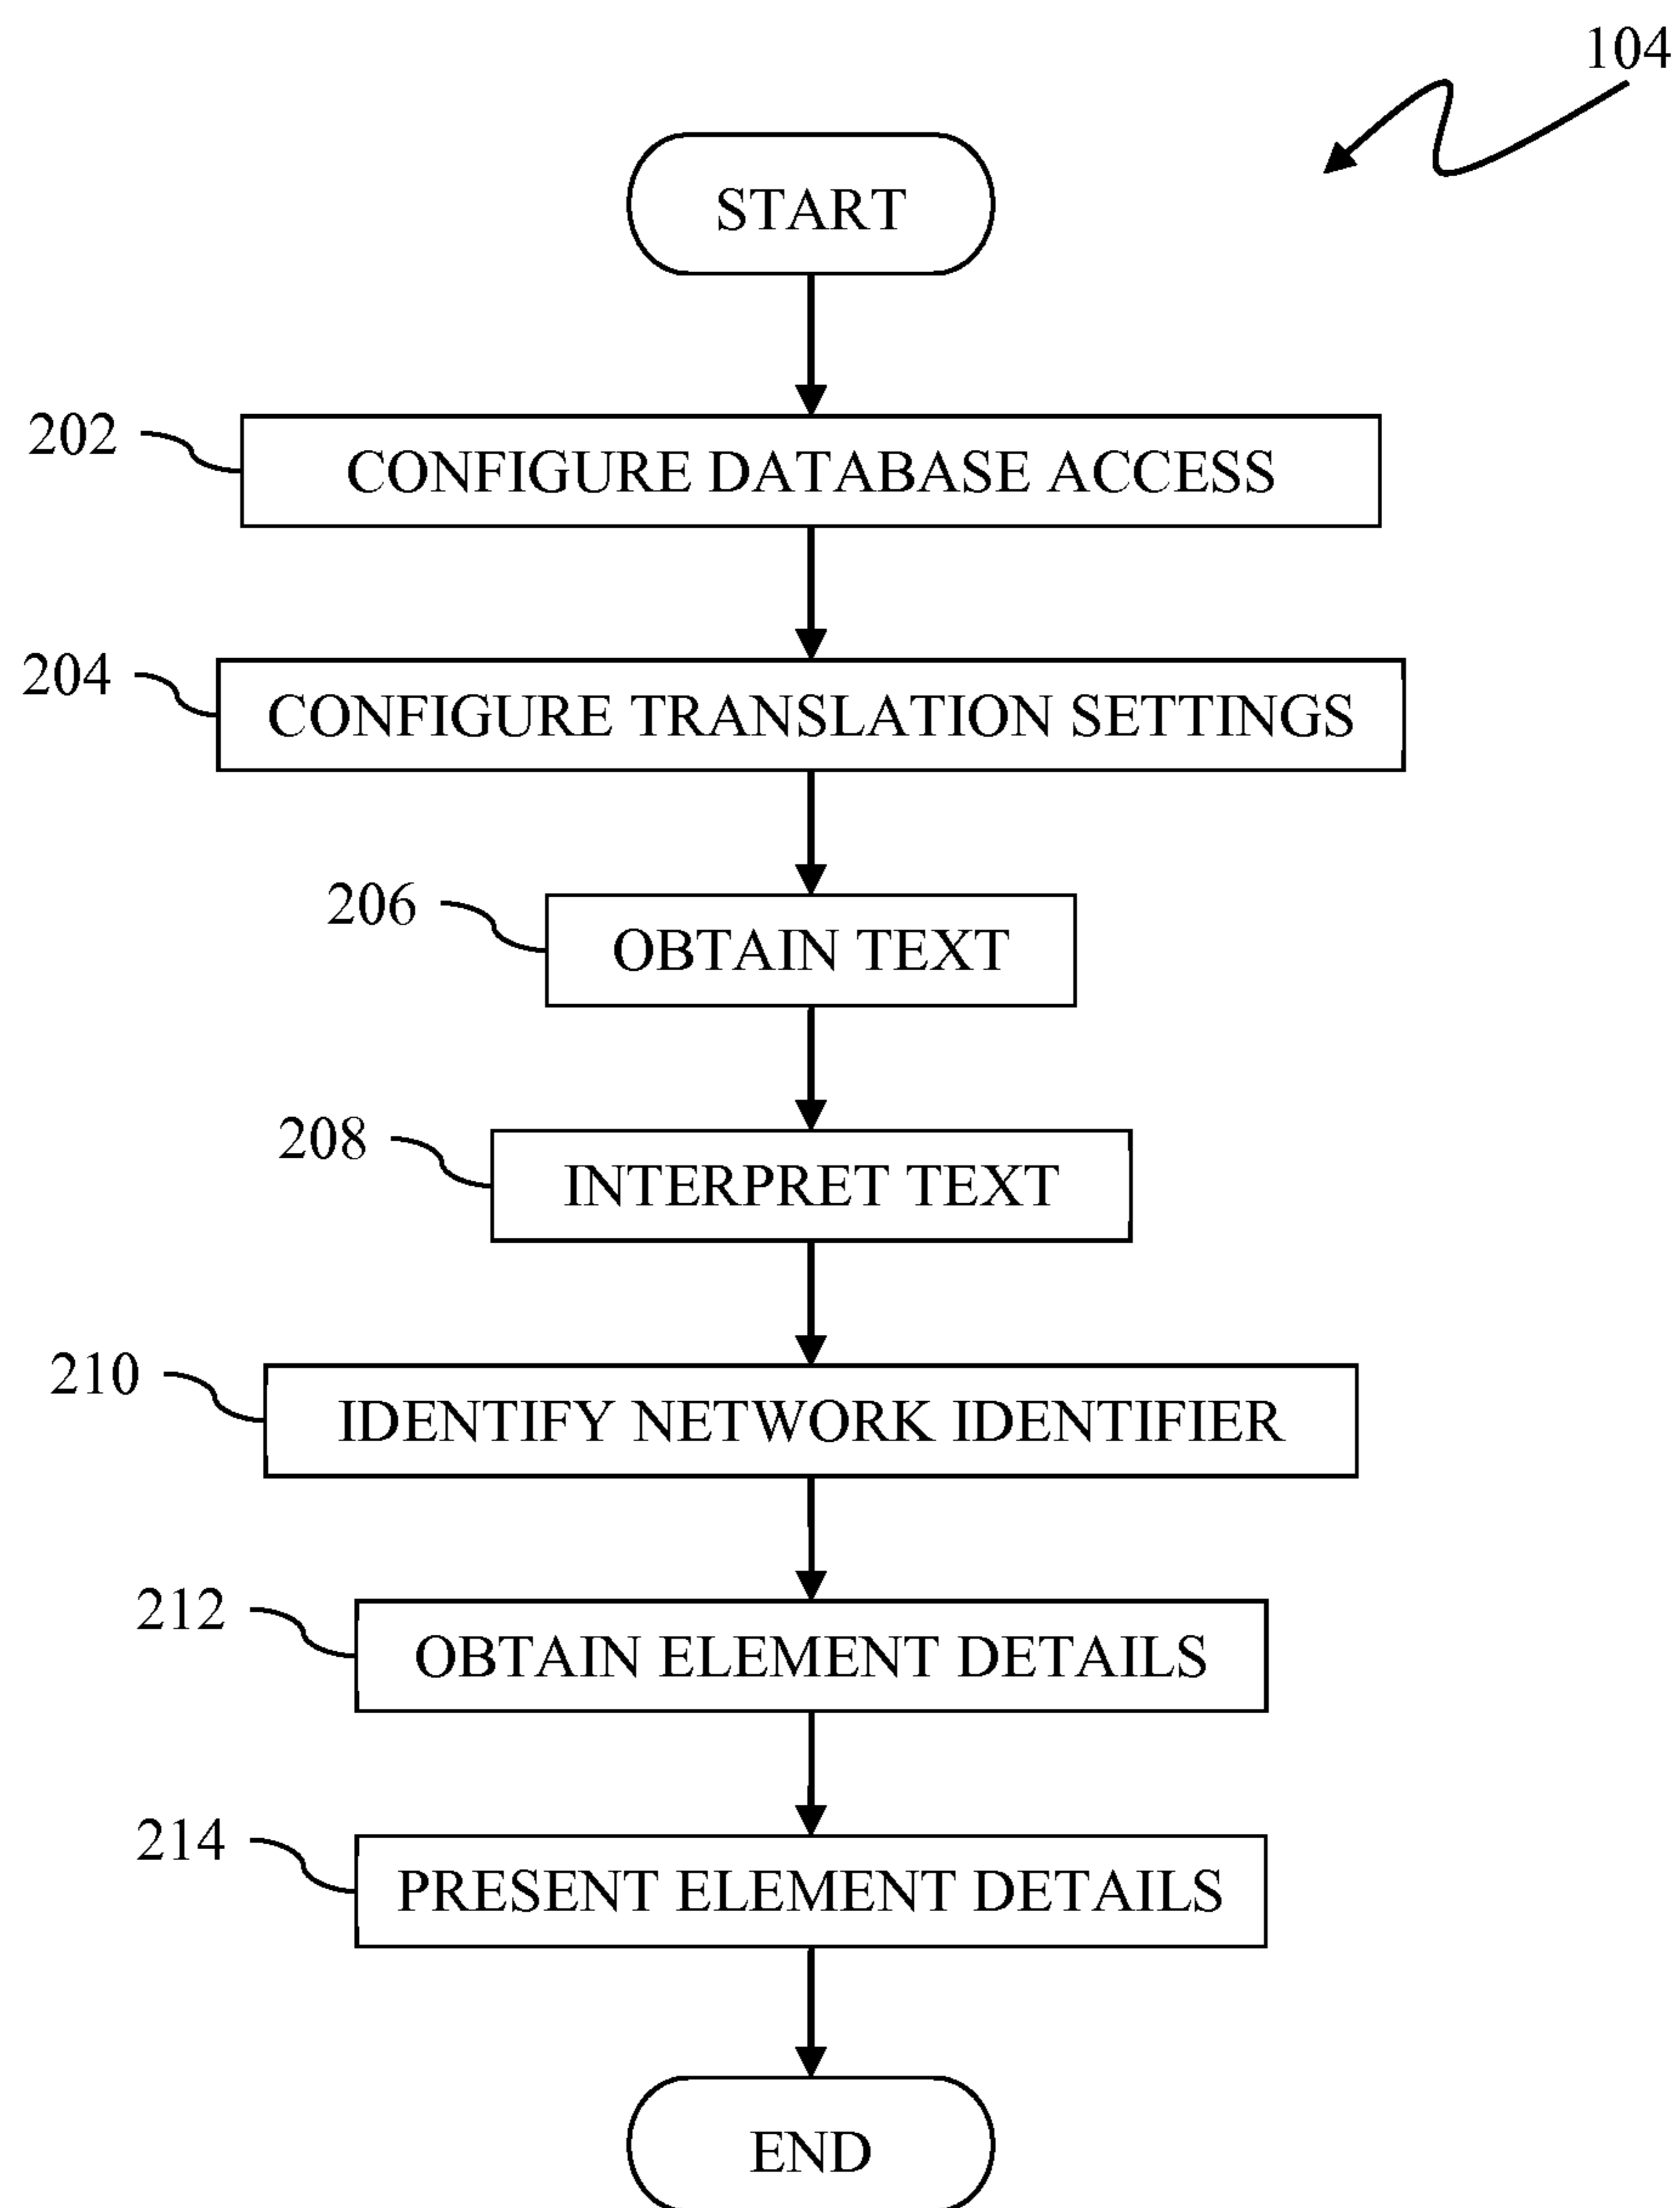 104
START
202
CONFIGURE DATABASE ACCESS
204
CONFIGURE TRANSLATION SETTINGS
206
OBTAIN TEXT
208
INTERPRET TEXT
210
IDENTIFY NETWORK IDENTIFIER
212
OBTAIN ELEMENT DETAILS
214
PRESENT ELEMENT DETAILS
END